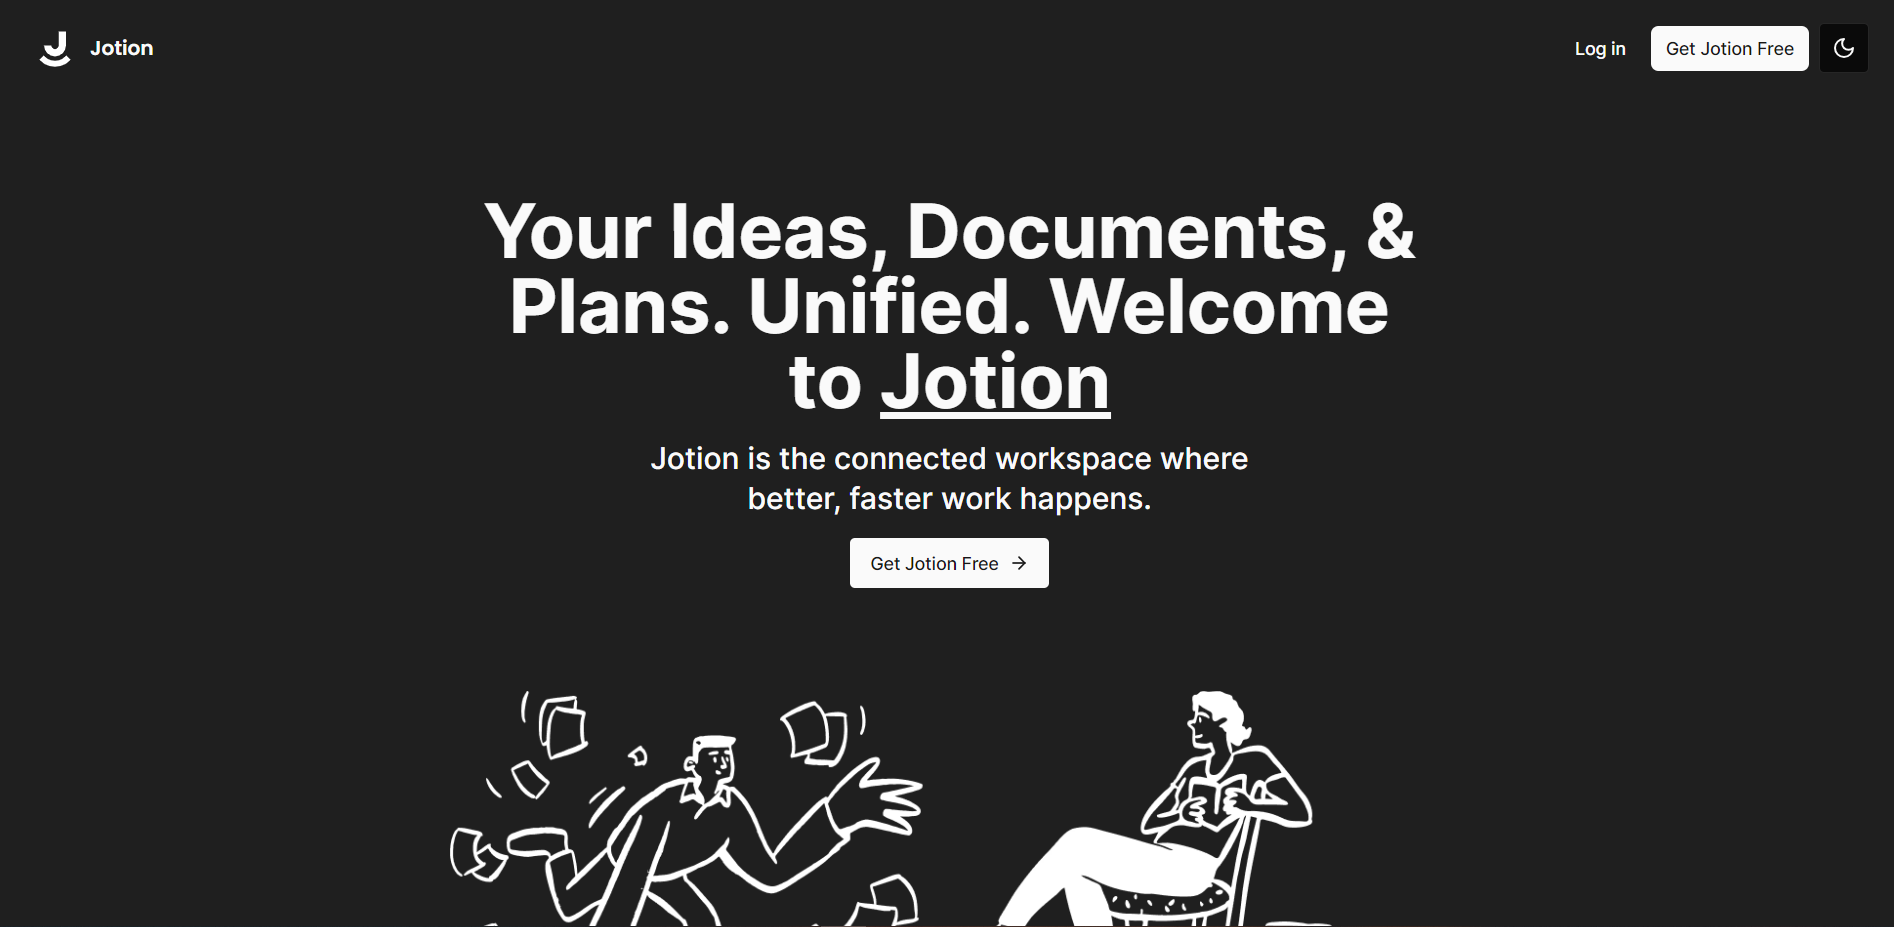 Jotion
Log in
Get Jotion Free
Your Ideas, Documents, &
Plans. Unified. Welcome
to Jotion
Jotion is the connected workspace where
better, faster work happens.
Get Jotion Free